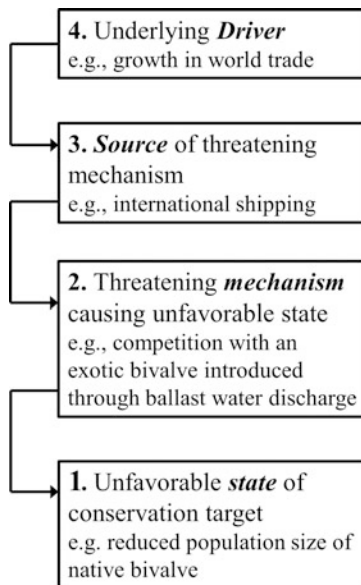 4. Underlying Driver
e.g., growth in world trade
3. Source of threatening
mechanism
e.g., international shipping
2. Threatening mechanism
causing unfavorable state
e.g., competition with an
exotic bivalve introduced
through ballast water discharge
1. Unfavorable state of
conservation target
e.g. reduced population size of
native bivalve